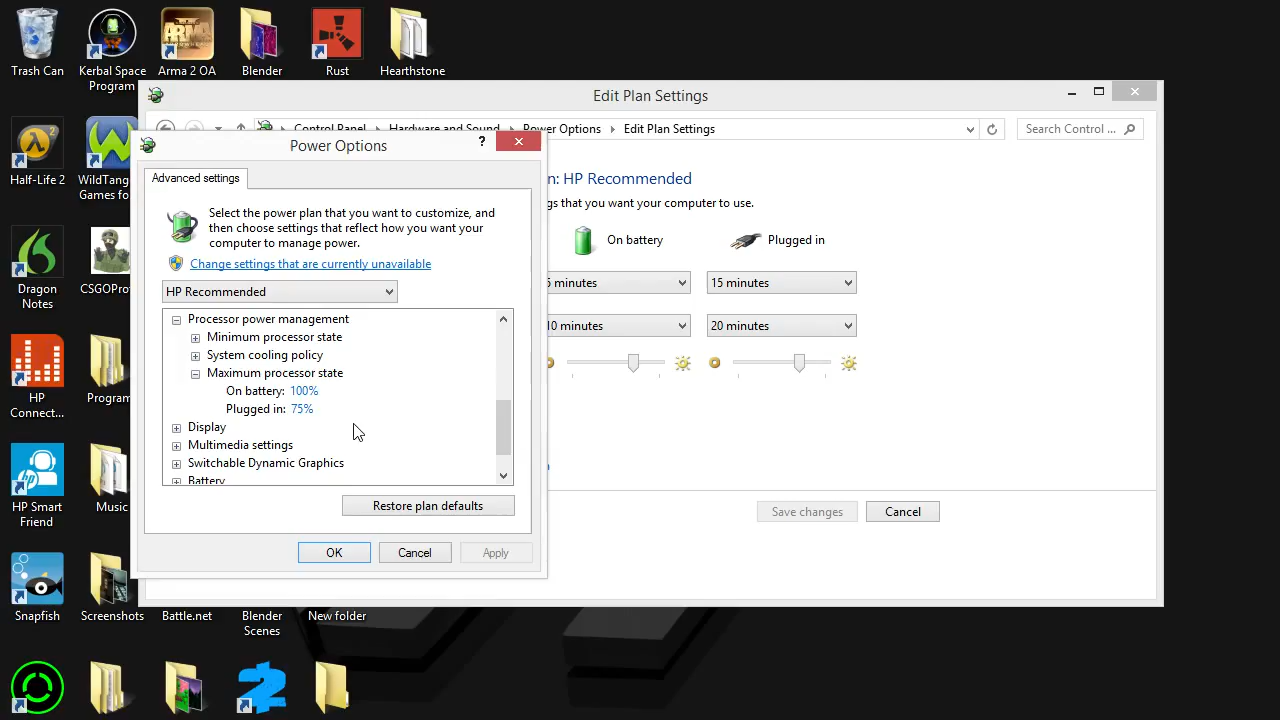 Trash Can
Kerbal Space
Program
Arma 2 OA
Blender
Rust
Hearthstone
Edit Plan Settings
Control Panel
Hardware and Sound
Power Options
Edit Plan Settings
Search Control ...
Half-Life 2
WildTang
Games fo
Dragon
Notes
CSGOPro
HP
Connect...
Program
HP Smart
Friend
Music
Snapfish
Screenshots
Battle.net
Blender
Scenes
New folder
n: HP Recommended
gs that you want your computer to use.
On battery
Plugged in
5 minutes
15 minutes
10 minutes
20 minutes
Save changes
Cancel
Power Options
?
Advanced settings
Select the power plan that you want to customize, and
then choose settings that reflect how you want your
computer to manage power.
Change settings that are currently unavailable
HP Recommended
Processor power management
Minimum processor state
System cooling policy
Maximum processor state
On battery: 100%
Plugged in: 75%
Display
Multimedia settings
Switchable Dynamic Graphics
Battery
Restore plan defaults
OK
Cancel
Apply